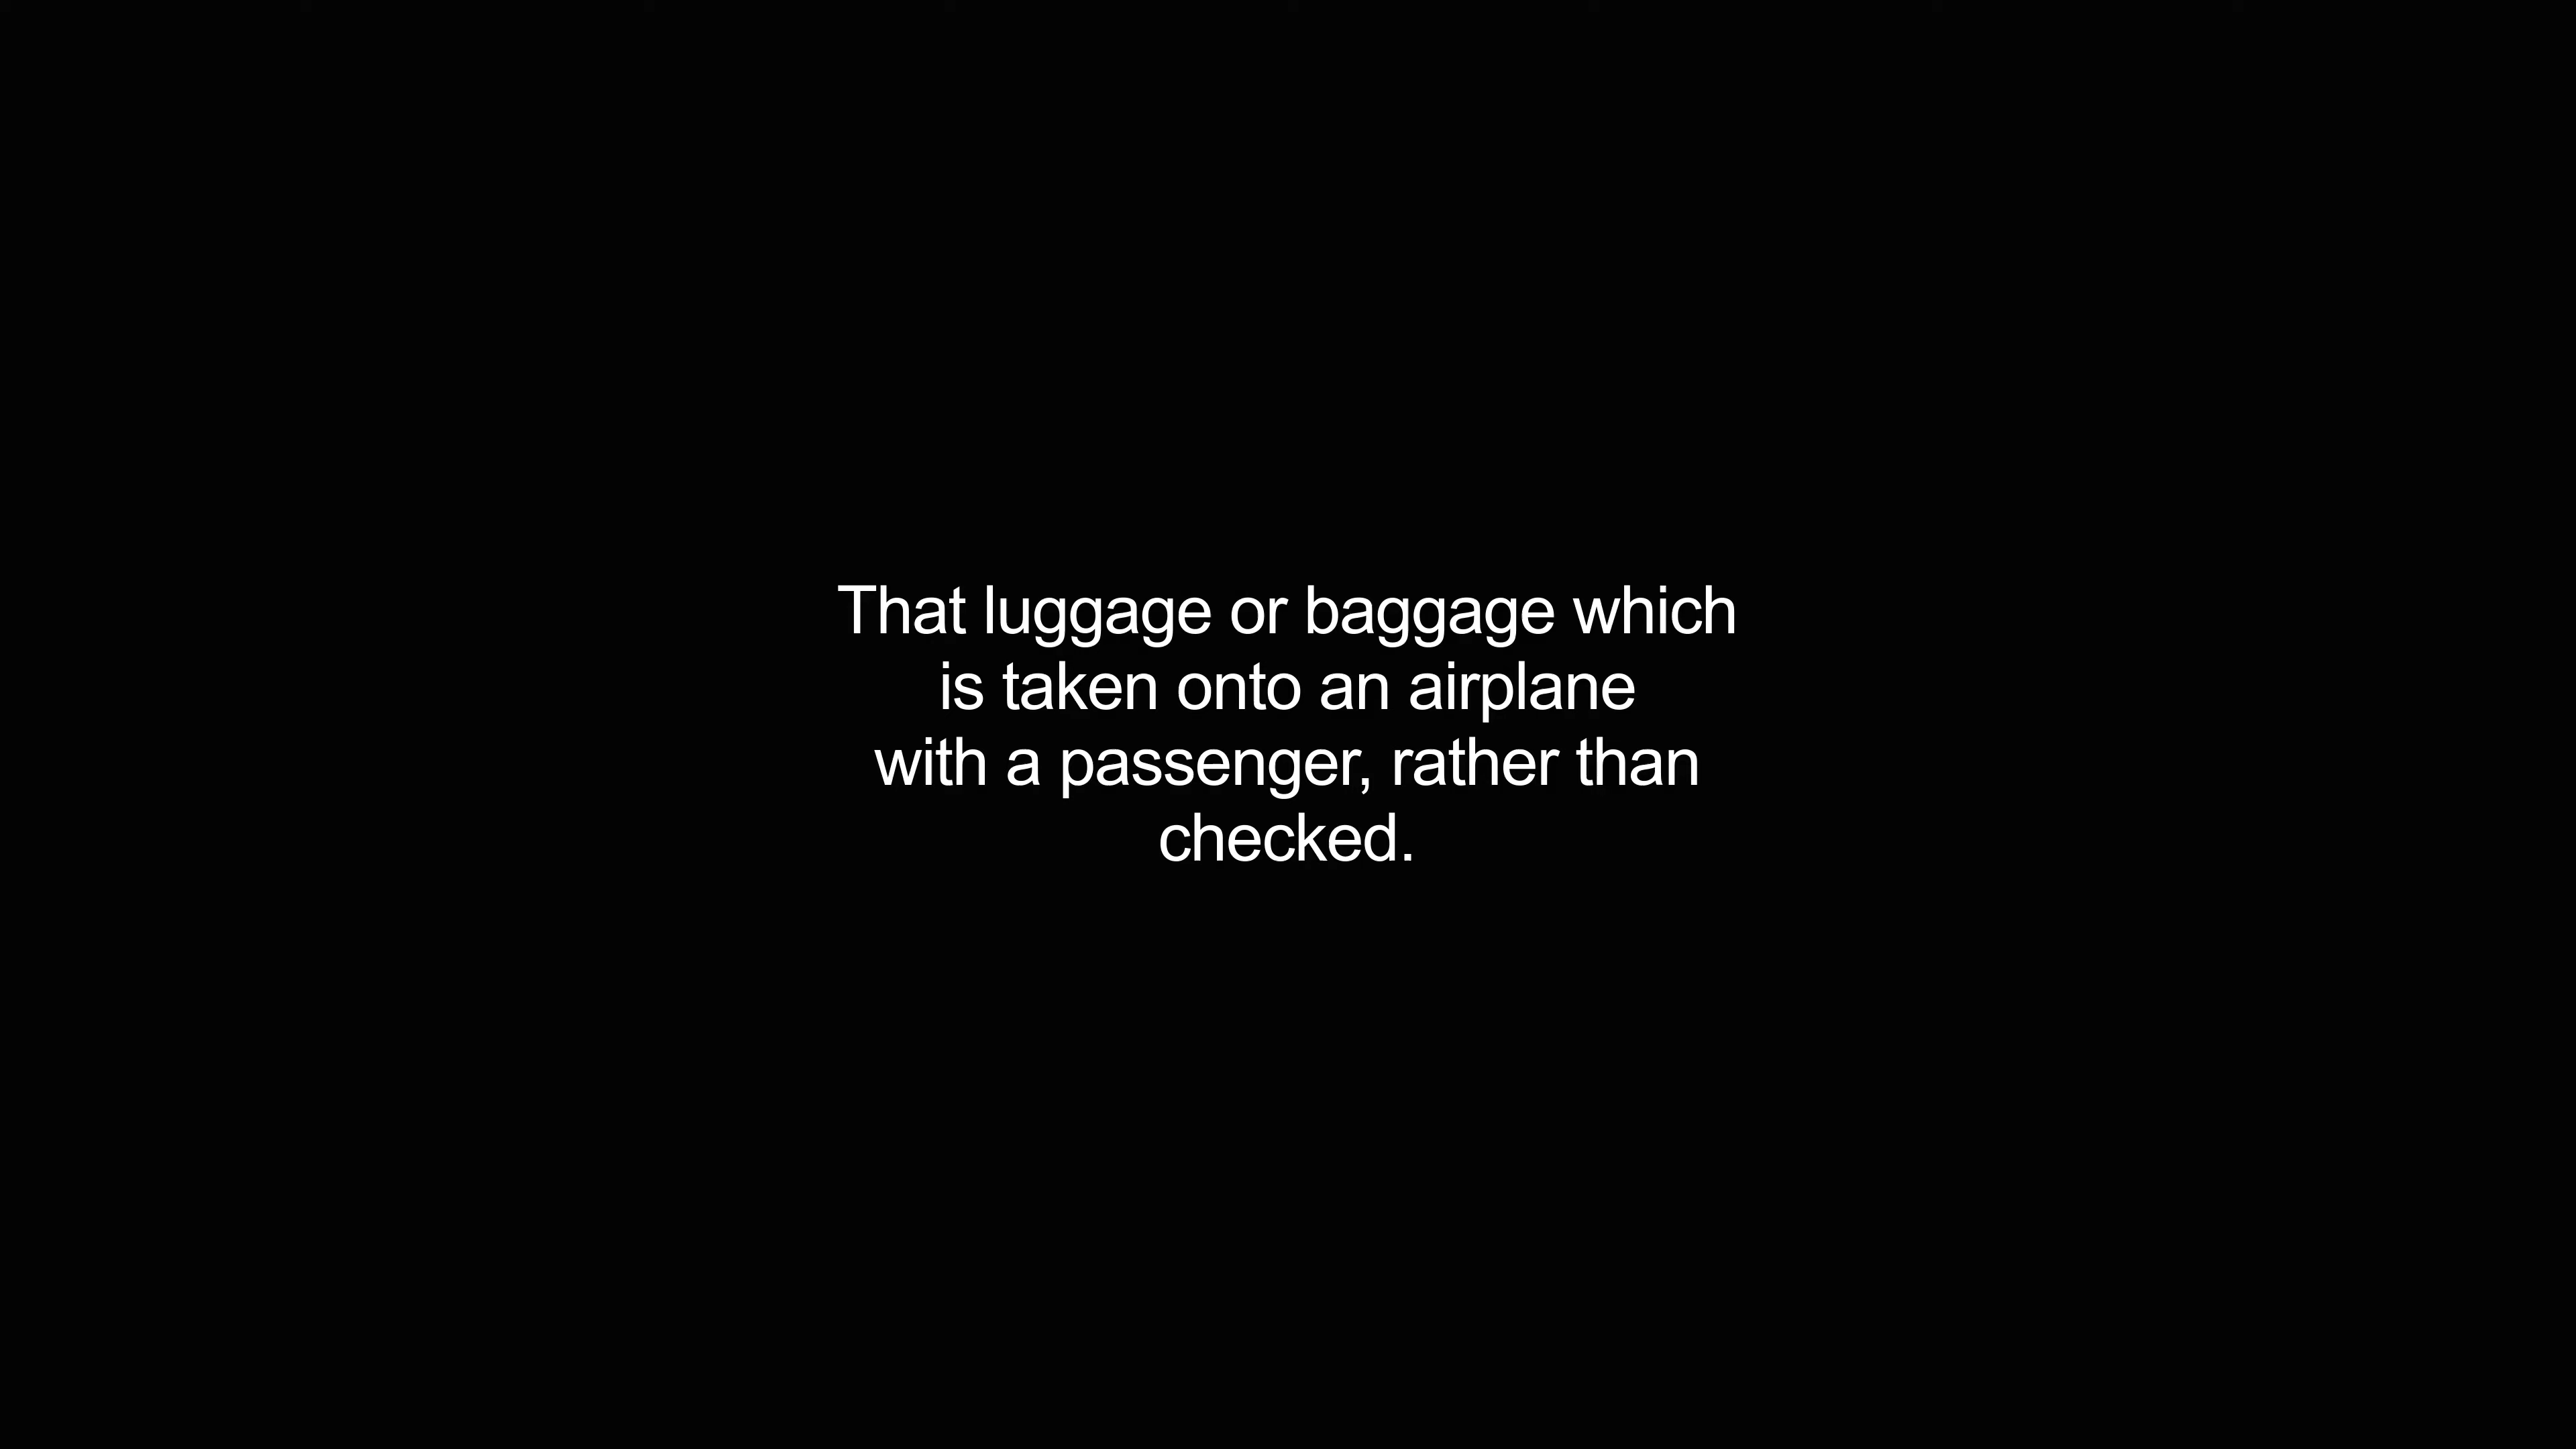 That luggage or baggage which
is taken onto an airplane
with a passenger, rather than
checked.